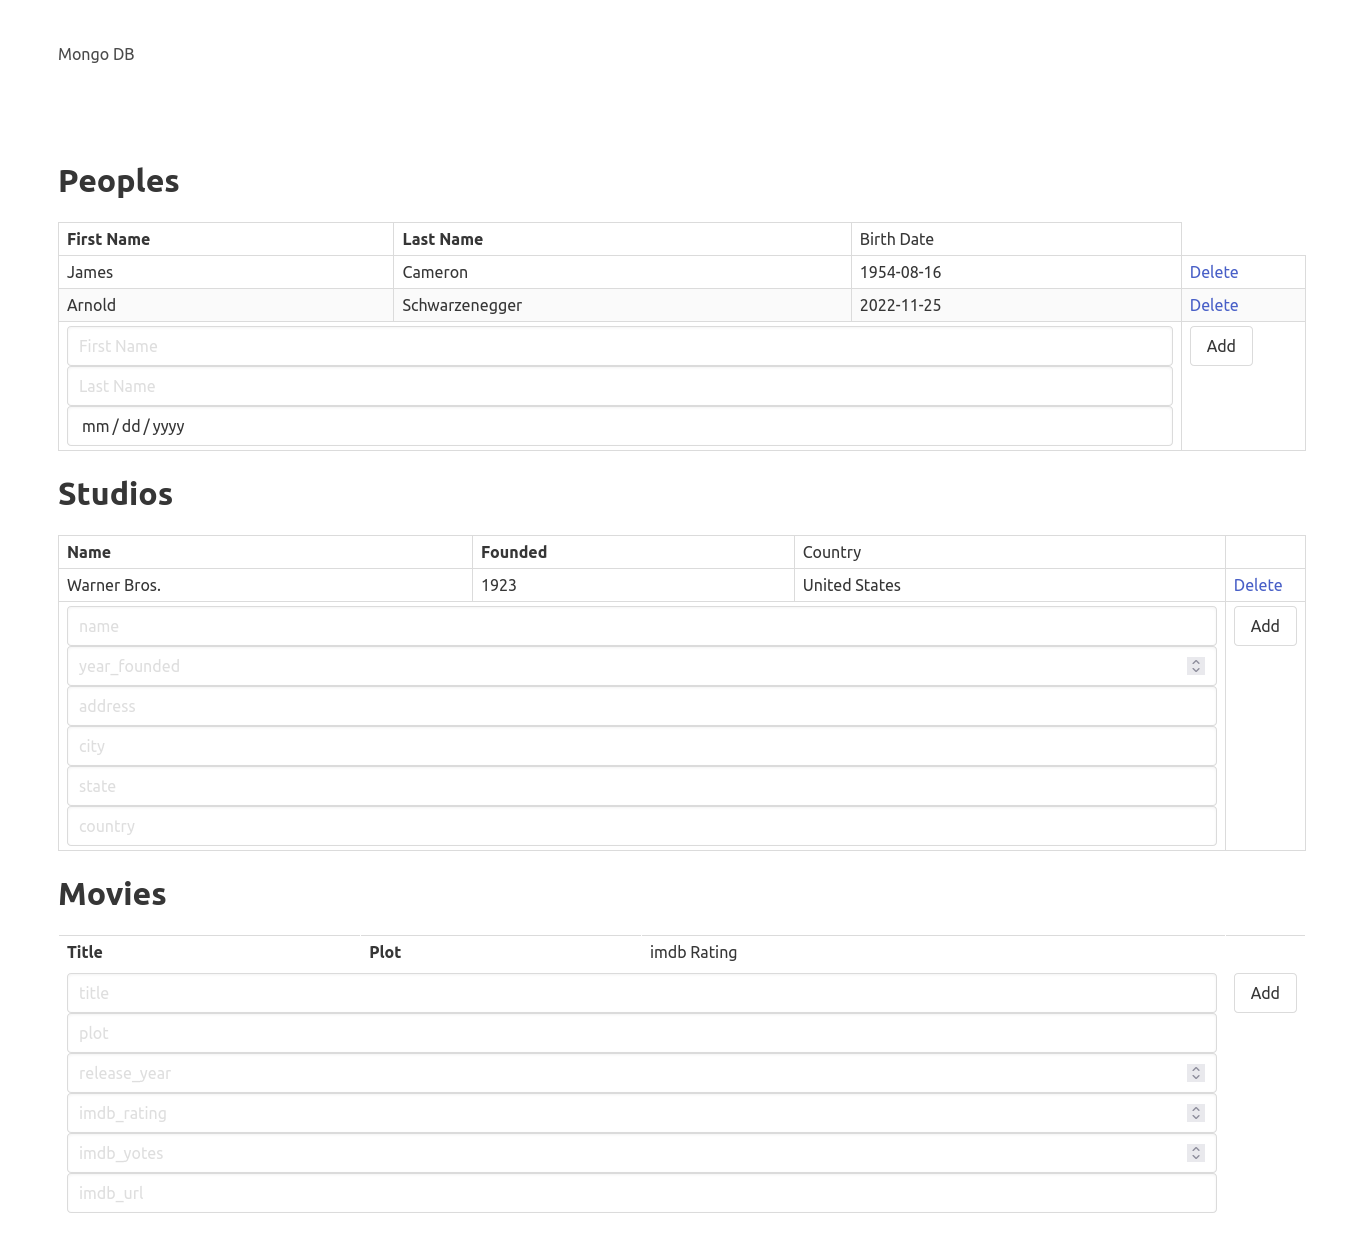 Mongo DB
Peoples
First Name Last Name Birth Date
James Cameron 1954-08-16 Delete
Arnold Schwarzenegger 2022-11-25 Delete
First Name Add
Last Name
mm / dd / yyyy
Studios
Name Founded Country
Warner Bros. 1923 United States Delete
name Add
year_founded
address
city
state
country
Movies
Title Plot imdb Rating
title Add
plot
release_year
imdb_rating
imdb_yotes
imdb_url